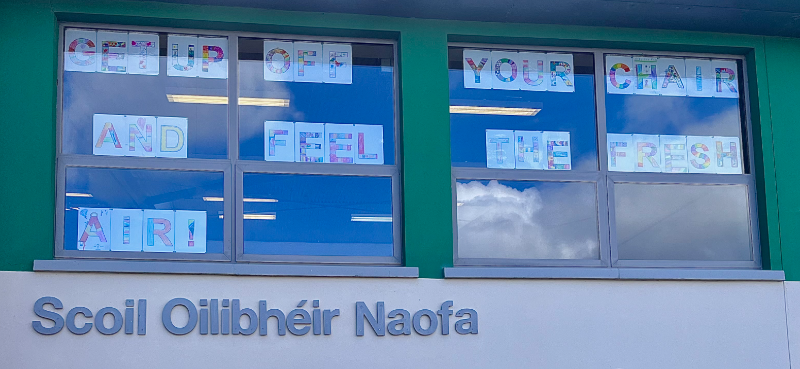 GET UP OFF YOUR CHAIR
AND FEEL THE FRESH
AIR!
Scoil Oilibhéir Naofa